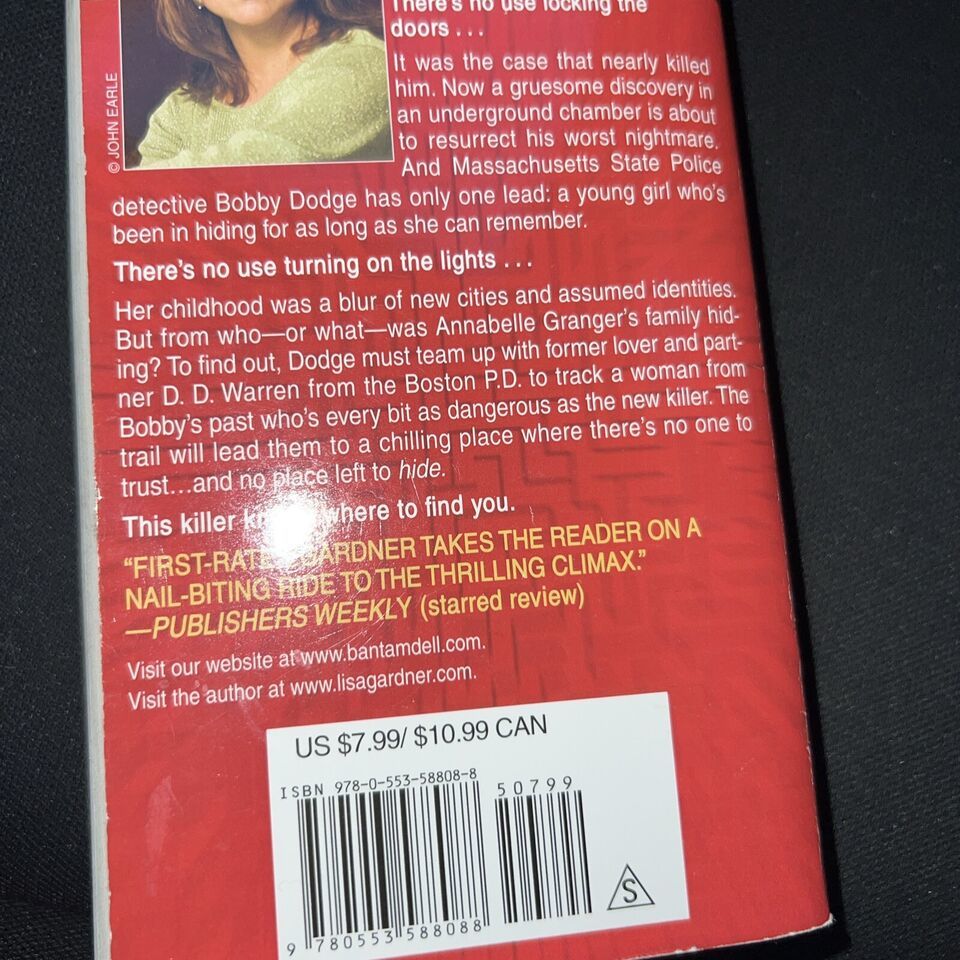 There's no use locking the
doors . . .
© JOHN EARLE
It was the case that nearly killed
him. Now a gruesome discovery in
an underground chamber is about
to resurrect his worst nightmare.
And Massachusetts State Police
detective Bobby Dodge has only one lead: a young girl who's
been in hiding for as long as she can remember.
There's no use turning on the lights . . .
Her childhood was a blur of new cities and assumed identities.
But from who—or what—was Annabelle Granger's family hid-
ing? To find out, Dodge must team up with former lover and part-
ner D. D. Warren from the Boston P.D. to track a woman from
Bobby's past who's every bit as dangerous as the new killer. The
trail will lead them to a chilling place where there's no one to
trust...and no place left to hide.
This killer where to find you.
“FIRST-RATE GARDNER TAKES THE READER ON A
NAIL-BITING RIDE TO THE THRILLING CLIMAX.”
—PUBLISHERS WEEKLY (starred review)
Visit our website at www.bantamdell.com.
Visit the author at www.lisagardner.com.
US $7.99/ $10.99 CAN
ISBN 978-0-553-58808-8
50799
9 780553 588088
S